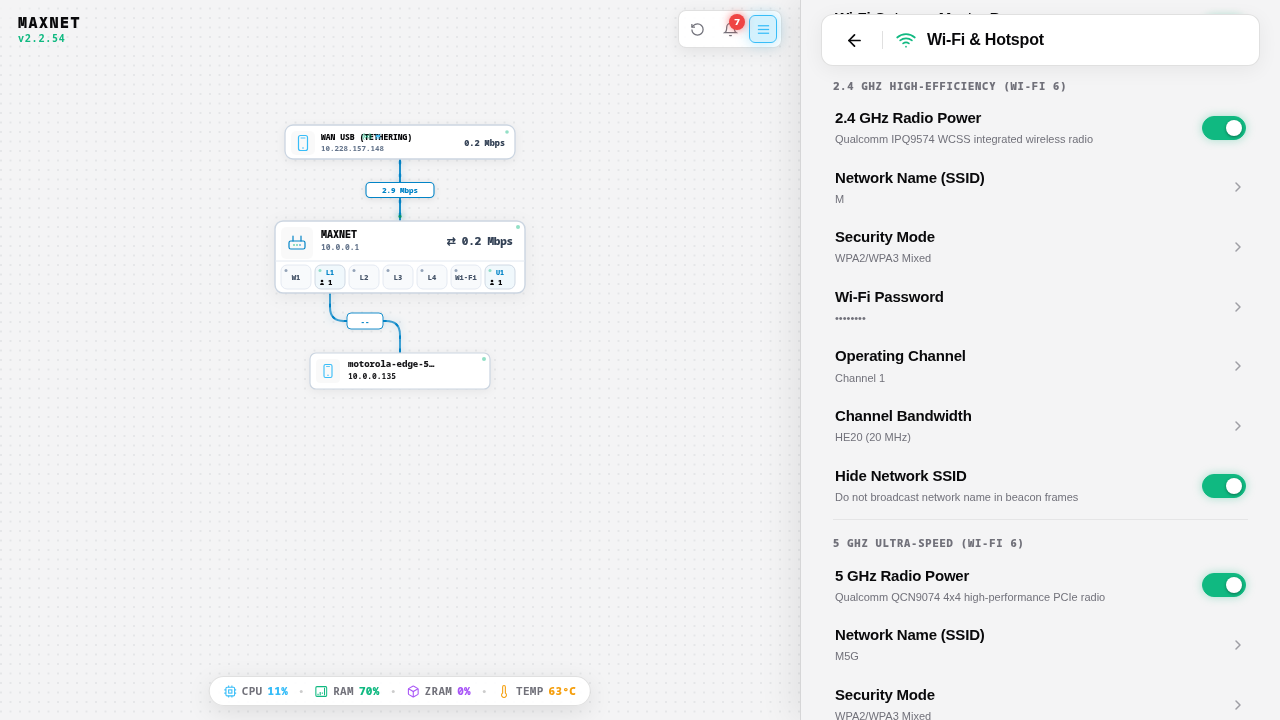 MAXNET
v2.2.54
7
WAN USB (TETHERING)
10.228.157.148
0.2 Mbps
2.9 Mbps
MAXNET
10.0.0.1
⇄ 0.2 Mbps
W1
L1
1
L2
L3
L4
Wi-Fi
U1
1
--
motorola-edge-5…
10.0.0.135
CPU 11% • RAM 70% • ZRAM 0% • TEMP 63°C
Wi-Fi & Hotspot
2.4 GHZ HIGH-EFFICIENCY (WI-FI 6)
2.4 GHz Radio Power
Qualcomm IPQ9574 WCSS integrated wireless radio
Network Name (SSID)
M
Security Mode
WPA2/WPA3 Mixed
Wi-Fi Password
••••••••
Operating Channel
Channel 1
Channel Bandwidth
HE20 (20 MHz)
Hide Network SSID
Do not broadcast network name in beacon frames
5 GHZ ULTRA-SPEED (WI-FI 6)
5 GHz Radio Power
Qualcomm QCN9074 4x4 high-performance PCIe radio
Network Name (SSID)
M5G
Security Mode
WPA2/WPA3 Mixed